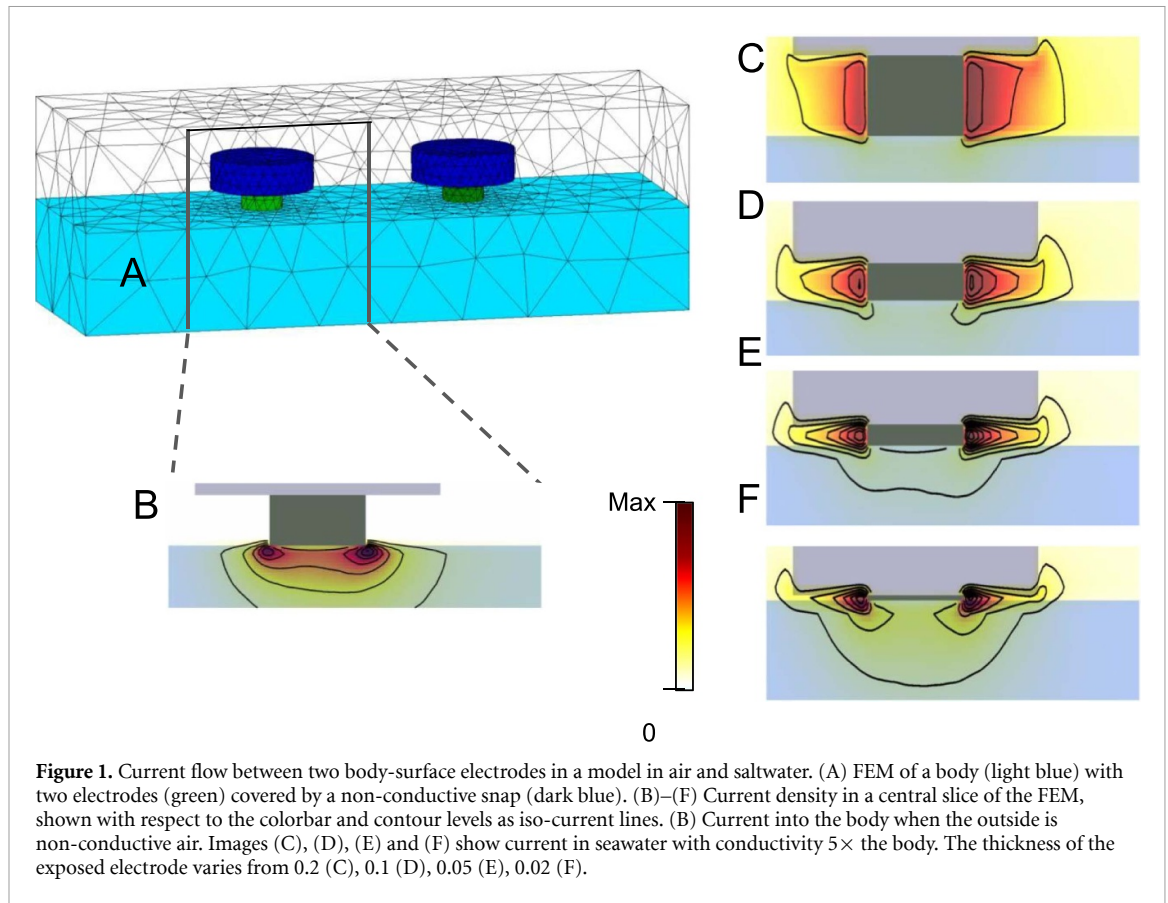 A
B
Max
0
C
D
E
F
Figure 1. Current flow between two body-surface electrodes in a model in air and saltwater. (A) FEM of a body (light blue) with
two electrodes (green) covered by a non-conductive snap (dark blue). (B)–(F) Current density in a central slice of the FEM,
shown with respect to the colorbar and contour levels as iso-current lines. (B) Current into the body when the outside is
non-conductive air. Images (C), (D), (E) and (F) show current in seawater with conductivity 5× the body. The thickness of the
exposed electrode varies from 0.2 (C), 0.1 (D), 0.05 (E), 0.02 (F).